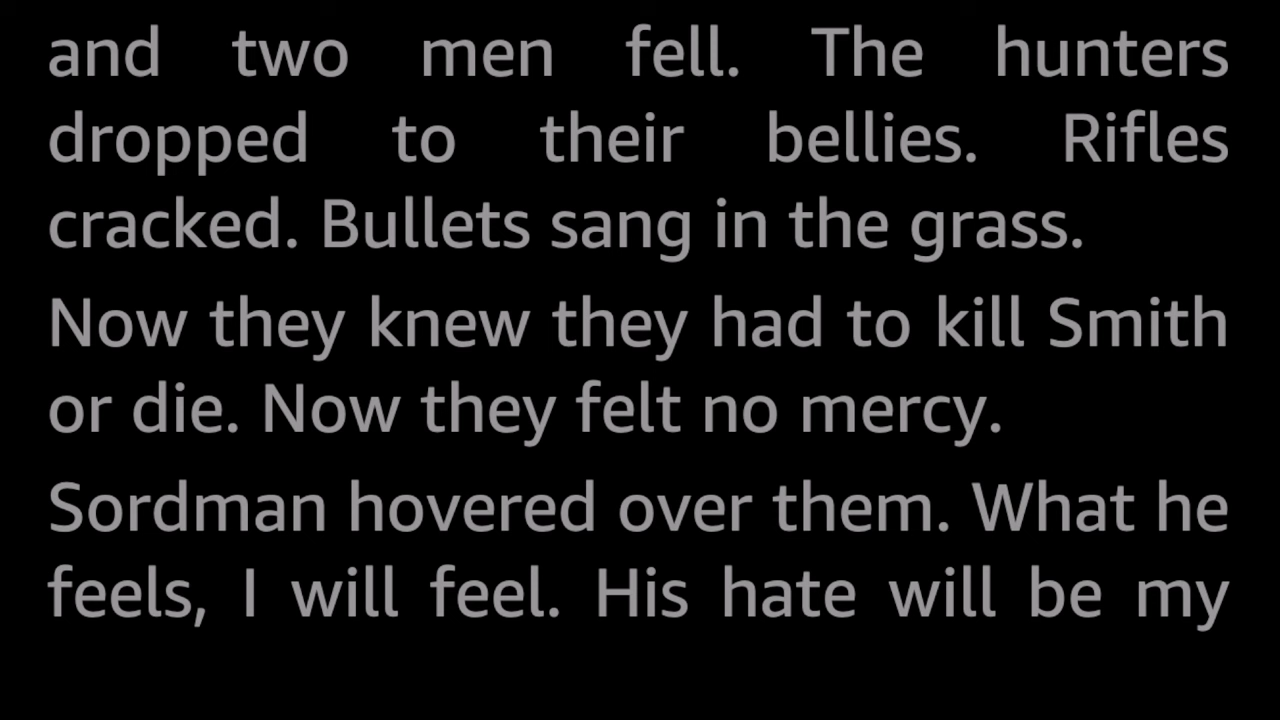 and two men fell. The hunters
dropped to their bellies. Rifles
cracked. Bullets sang in the grass.
Now they knew they had to kill Smith
or die. Now they felt no mercy.
Sordman hovered over them. What he
feels, I will feel. His hate will be my